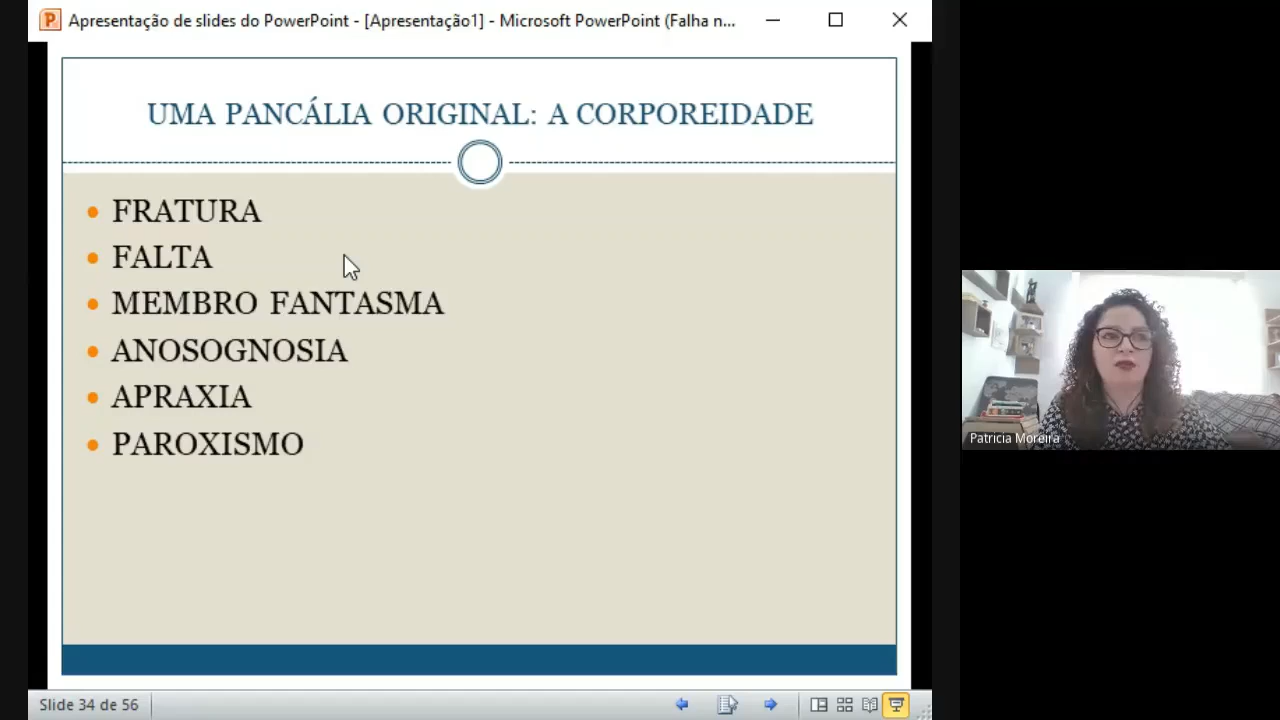 Apresentação de slides do PowerPoint - [Apresentação1] - Microsoft PowerPoint (Falha n...
UMA PANCÁLIA ORIGINAL: A CORPOREIDADE
FRATURA
FALTA
MEMBRO FANTASMA
ANOSOGNOSIA
APRAXIA
PAROXISMO
Patricia Moreira
Slide 34 de 56